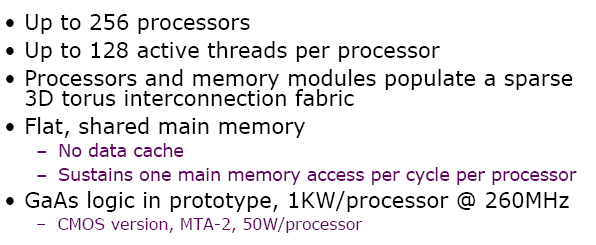 • Up to 256 processors
• Up to 128 active threads per processor
• Processors and memory modules populate a sparse
3D torus interconnection fabric
• Flat, shared main memory
– No data cache
– Sustains one main memory access per cycle per processor
• GaAs logic in prototype, 1KW/processor @ 260MHz
– CMOS version, MTA-2, 50W/processor